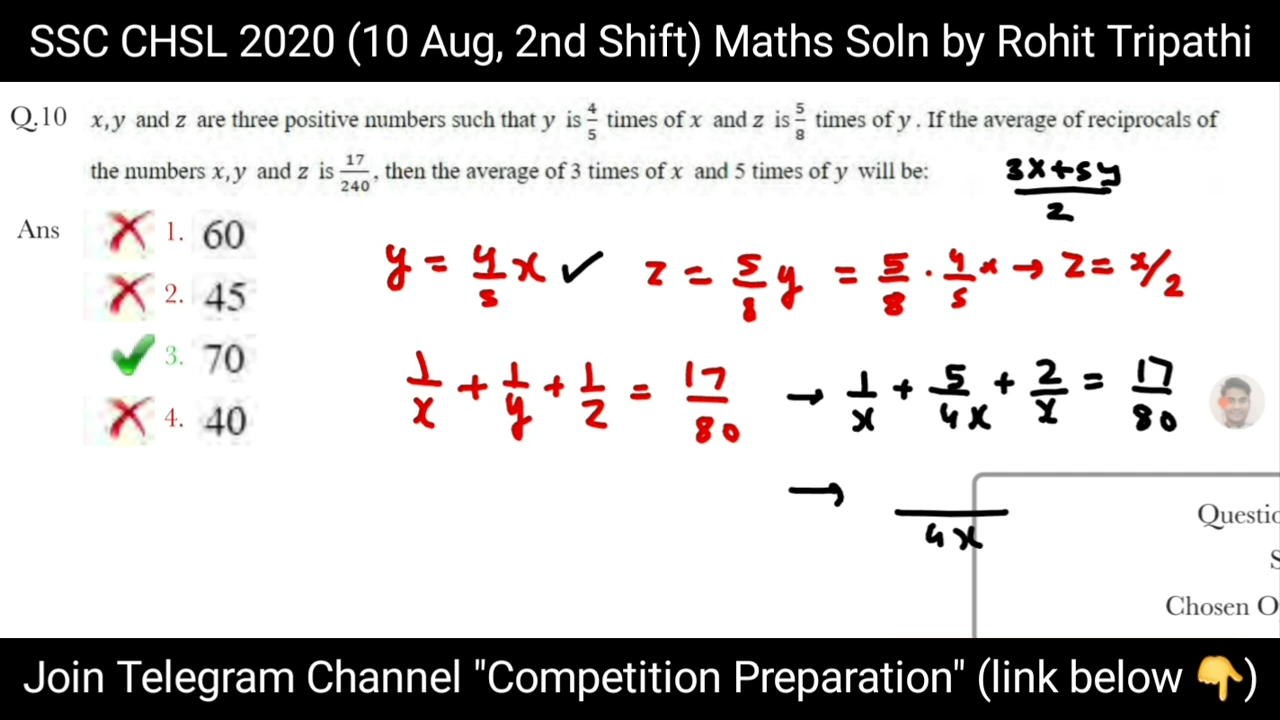 SSC CHSL 2020 (10 Aug, 2nd Shift) Maths Soln by Rohit Tripathi
Q.10 x, y and z are three positive numbers such that y is 4/5 times of x and z is 5/8 times of y . If the average of reciprocals of
the numbers x, y and z is 17/240, then the average of 3 times of x and 5 times of y will be:
3x+5y/2
Ans
1. 60
2. 45
3. 70
4. 40
y = 4/5 x ✓ z = 5/8 y = 5/8 . 4/5 x → z = x/2
1/x + 1/y + 1/z = 17/80 → 1/x + 5/4x + 2/x = 17/80
→ /4x
Questio
S
Chosen O
Join Telegram Channel "Competition Preparation" (link below 👇)